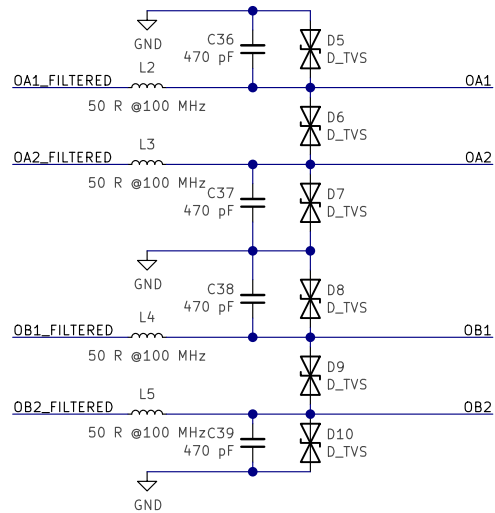 GND
C36
470 pF
D5
D_TVS
L2
OA1_FILTERED
OA1
50 R @100 MHz
D6
D_TVS
L3
OA2_FILTERED
OA2
50 R @100 MHz
C37
470 pF
D7
D_TVS
GND
C38
470 pF
D8
D_TVS
L4
OB1_FILTERED
OB1
50 R @100 MHz
D9
D_TVS
L5
OB2_FILTERED
OB2
50 R @100 MHz
C39
470 pF
D10
D_TVS
GND